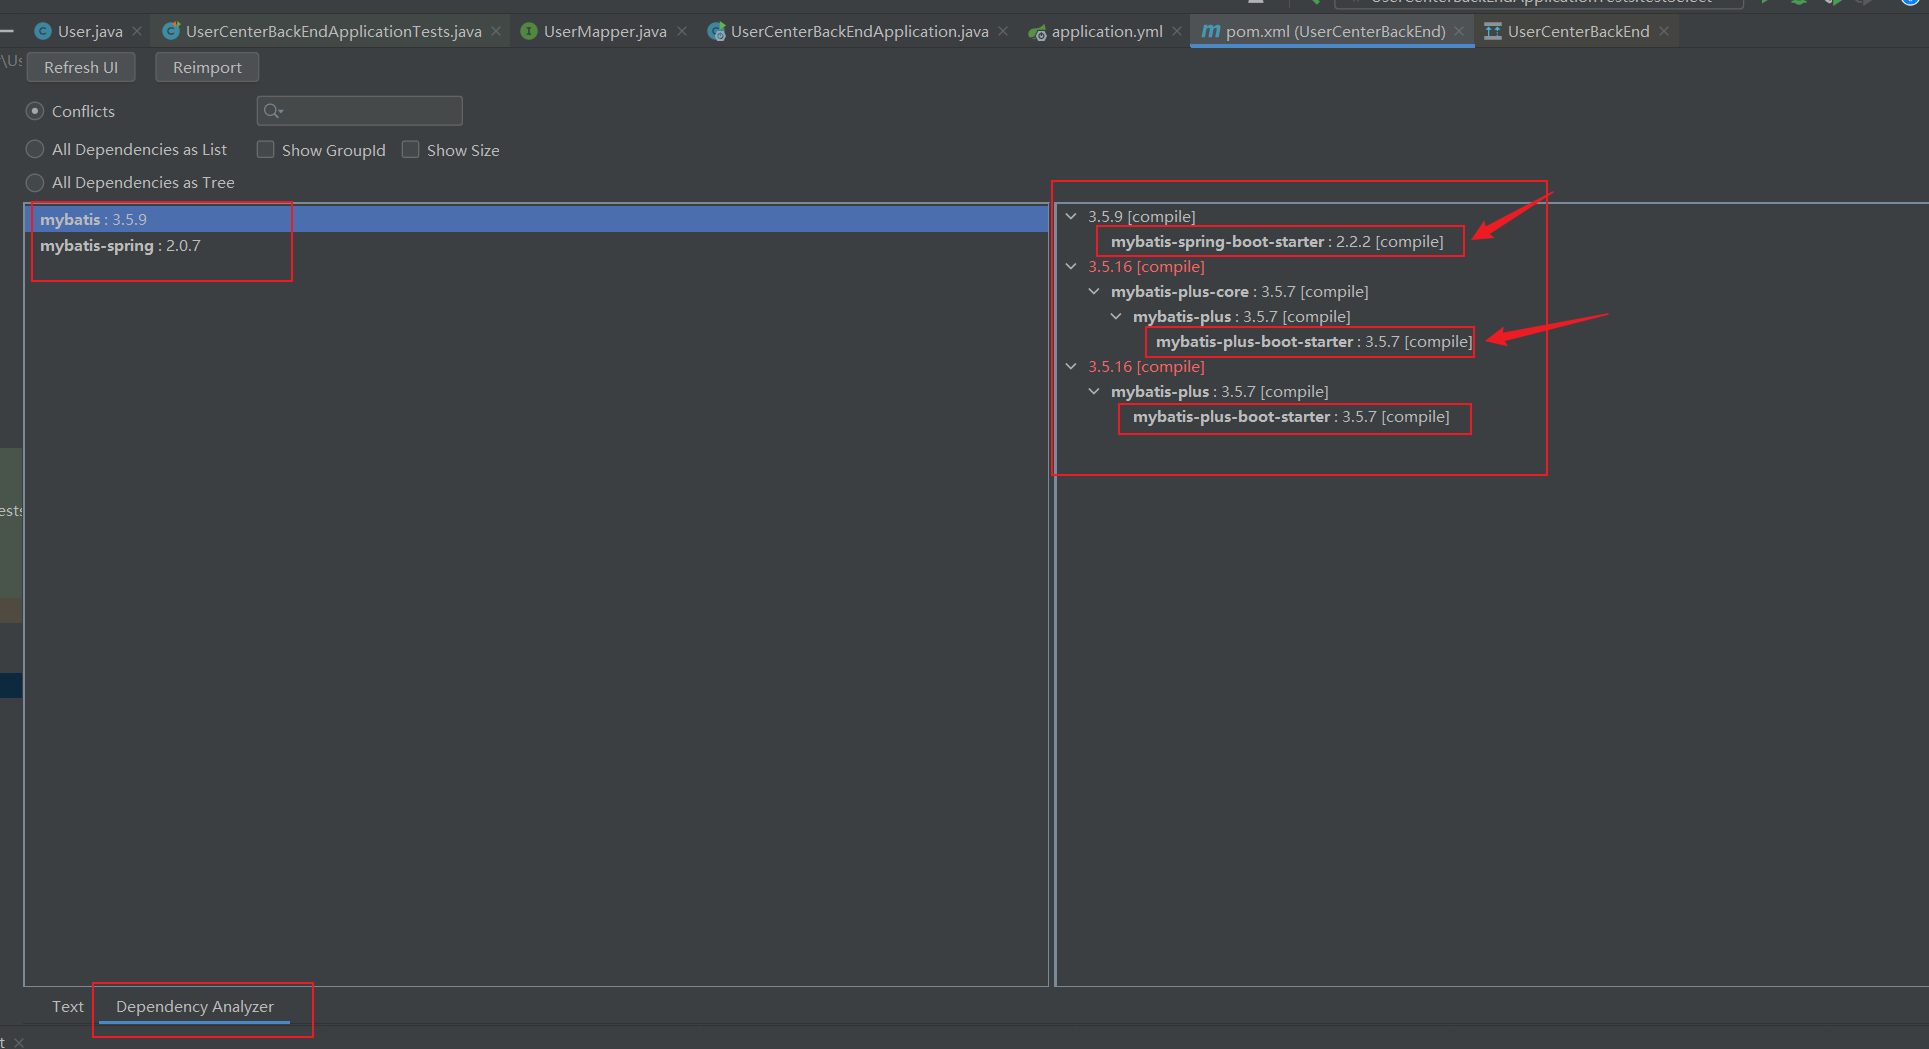 User.java
UserCenterBackEndApplicationTests.java
UserMapper.java
UserCenterBackEndApplication.java
application.yml
pom.xml (UserCenterBackEnd)
UserCenterBackEnd
Refresh UI
Reimport
Conflicts
All Dependencies as List
Show GroupId
Show Size
All Dependencies as Tree
mybatis : 3.5.9
mybatis-spring : 2.0.7
3.5.9 [compile]
mybatis-spring-boot-starter : 2.2.2 [compile]
3.5.16 [compile]
mybatis-plus-core : 3.5.7 [compile]
mybatis-plus : 3.5.7 [compile]
mybatis-plus-boot-starter : 3.5.7 [compile]
3.5.16 [compile]
mybatis-plus : 3.5.7 [compile]
mybatis-plus-boot-starter : 3.5.7 [compile]
ests
Text
Dependency Analyzer
t